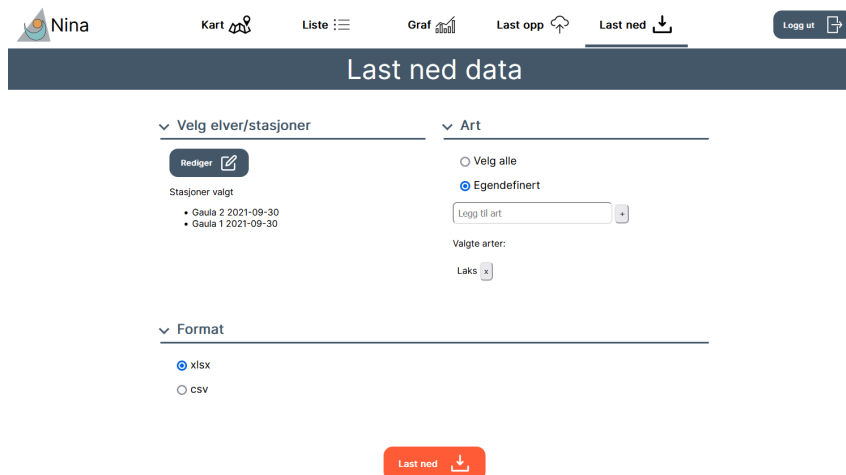 Nina
Kart
Liste
Graf
Last opp
Last ned
Logg ut
Last ned data
Velg elver/stasjoner
Rediger
Stasjoner valgt
Gaula 2 2021-09-30
Gaula 1 2021-09-30
Art
Velg alle
Egendefinert
Legg til art
+
Valgte arter:
Laks x
Format
xlsx
csv
Last ned